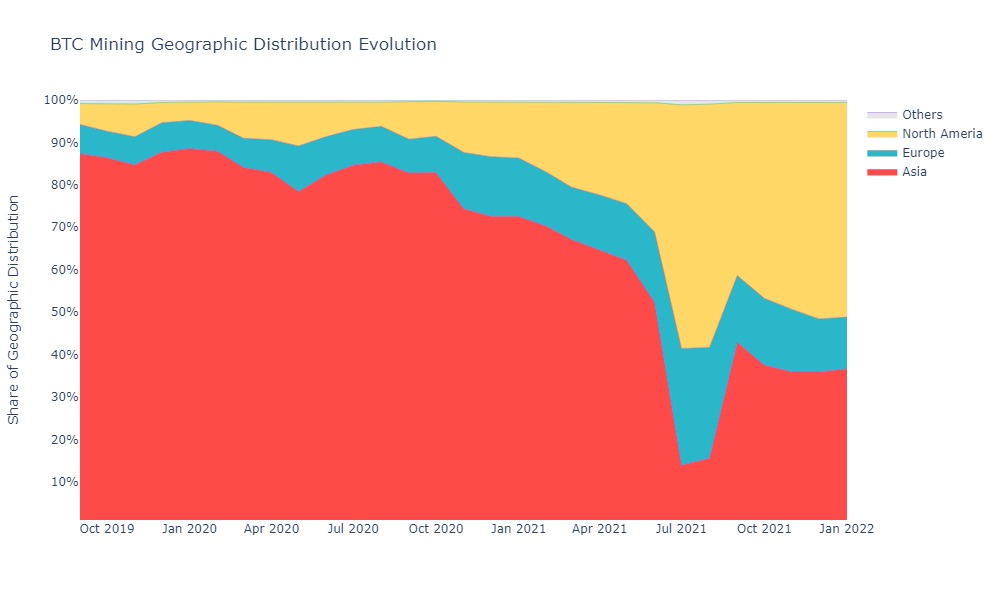 BTC Mining Geographic Distribution Evolution
Share of Geographic Distribution
100%
90%
80%
70%
60%
50%
40%
30%
20%
10%
Oct 2019 Jan 2020 Apr 2020 Jul 2020 Oct 2020 Jan 2021 Apr 2021 Jul 2021 Oct 2021 Jan 2022
Others
North Ameria
Europe
Asia